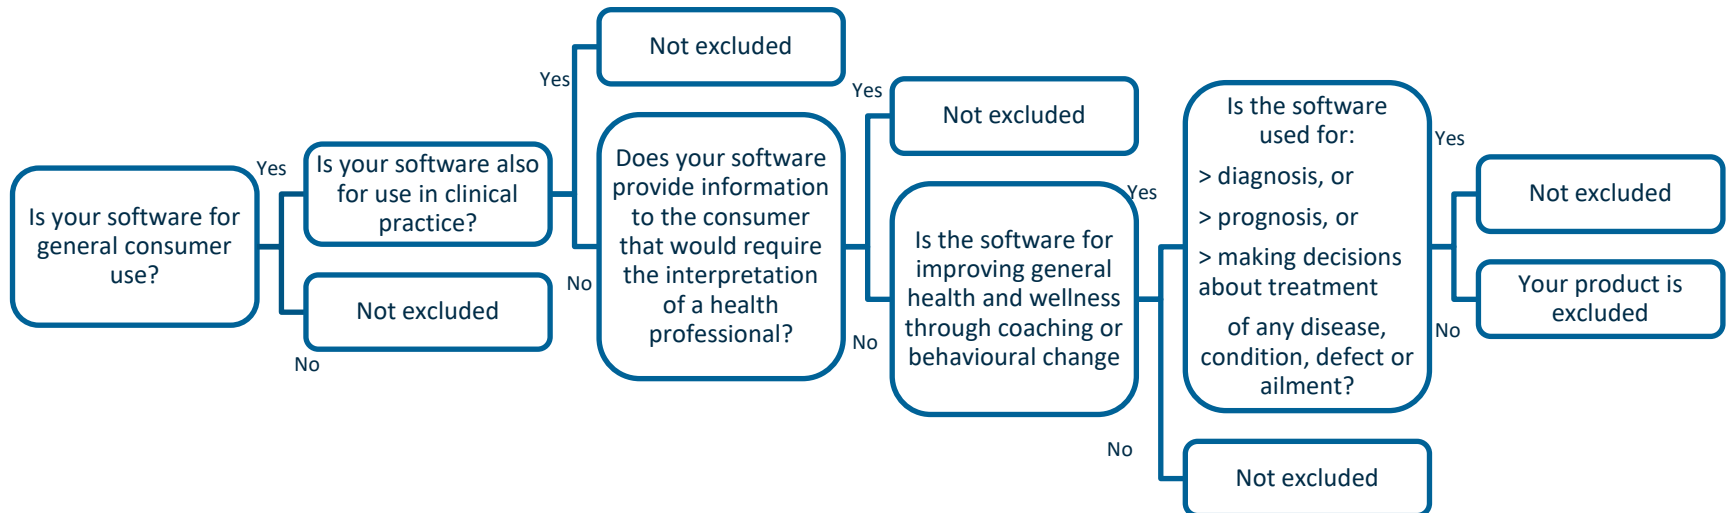 Is your software for
general consumer
use?
Yes
No
Is your software also
for use in clinical
practice?
Not excluded
Yes
No
Not excluded
Does your software
provide information
to the consumer
that would require
the interpretation
of a health
professional?
Yes
No
Not excluded
Is the software for
improving general
health and wellness
through coaching or
behavioural change
Yes
No
Is the software
used for:
> diagnosis, or
> prognosis, or
> making decisions
about treatment
of any disease,
condition, defect or
ailment?
Not excluded
Yes
No
Not excluded
Your product is
excluded